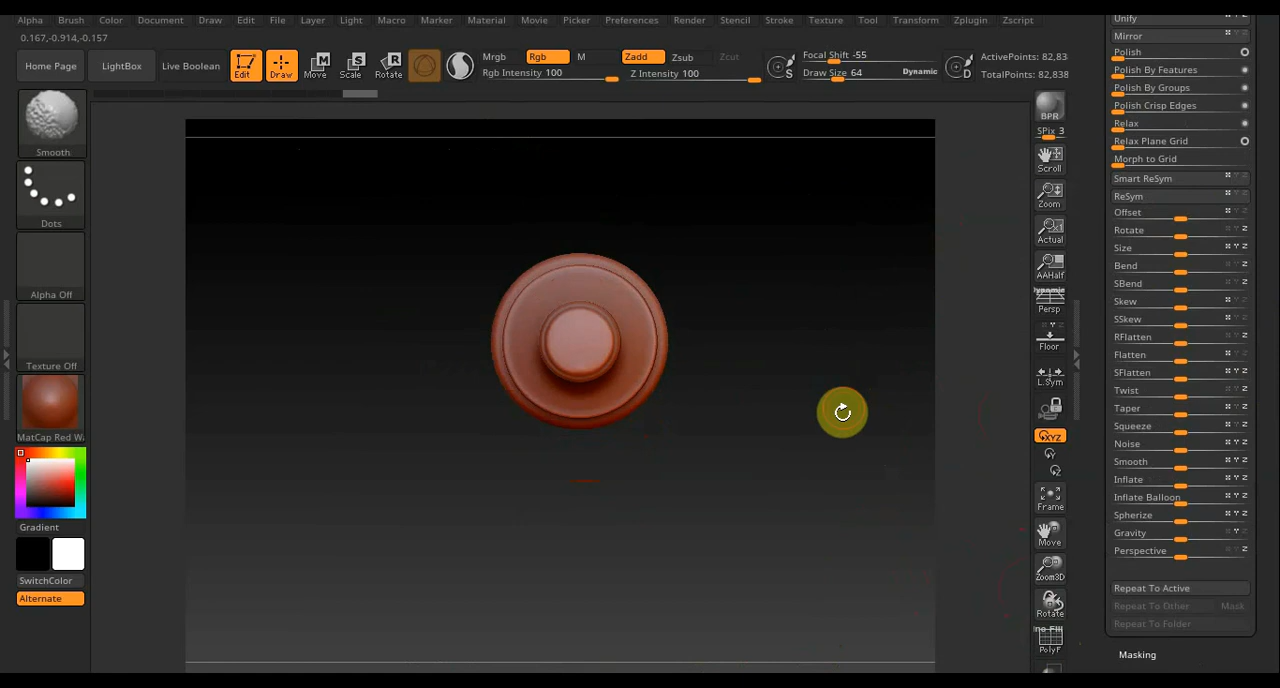 Alpha Brush Color Document Draw Edit File Layer Light Macro Marker Material Movie Picker Preferences Render Stencil Stroke Texture Tool Transform Zplugin Zscript
0.167,-0.914,-0.157
Home Page
LightBox
Live Boolean
Edit
Draw
Move
Scale
Rotate
Mrgb
Rgb
M
Rgb Intensity 100
Zadd
Zsub
Zcut
Z Intensity 100
S
Focal Shift -55
Draw Size 64
Dynamic
D
ActivePoints: 82,83
TotalPoints: 82,838
Smooth
Dots
Alpha Off
Texture Off
MatCap Red W
Gradient
SwitchColor
Alternate
BPR
SPix 3
Scroll
Zoom
Actual
AAHalf
Dynamic
Persp
Floor
L.Sym
XYZ
Frame
Move
Zoom3D
Rotate
PolyF
Unify
Mirror
Polish
Polish By Features
Polish By Groups
Polish Crisp Edges
Relax
Relax Plane Grid
Morph to Grid
Smart ReSym
ReSym
Offset
Rotate
Size
Bend
SBend
Skew
SSkew
RFlatten
Flatten
SFlatten
Twist
Taper
Squeeze
Noise
Smooth
Inflate
Inflate Balloon
Spherize
Gravity
Perspective
Repeat To Active
Repeat To Other Mask
Repeat To Folder
Masking